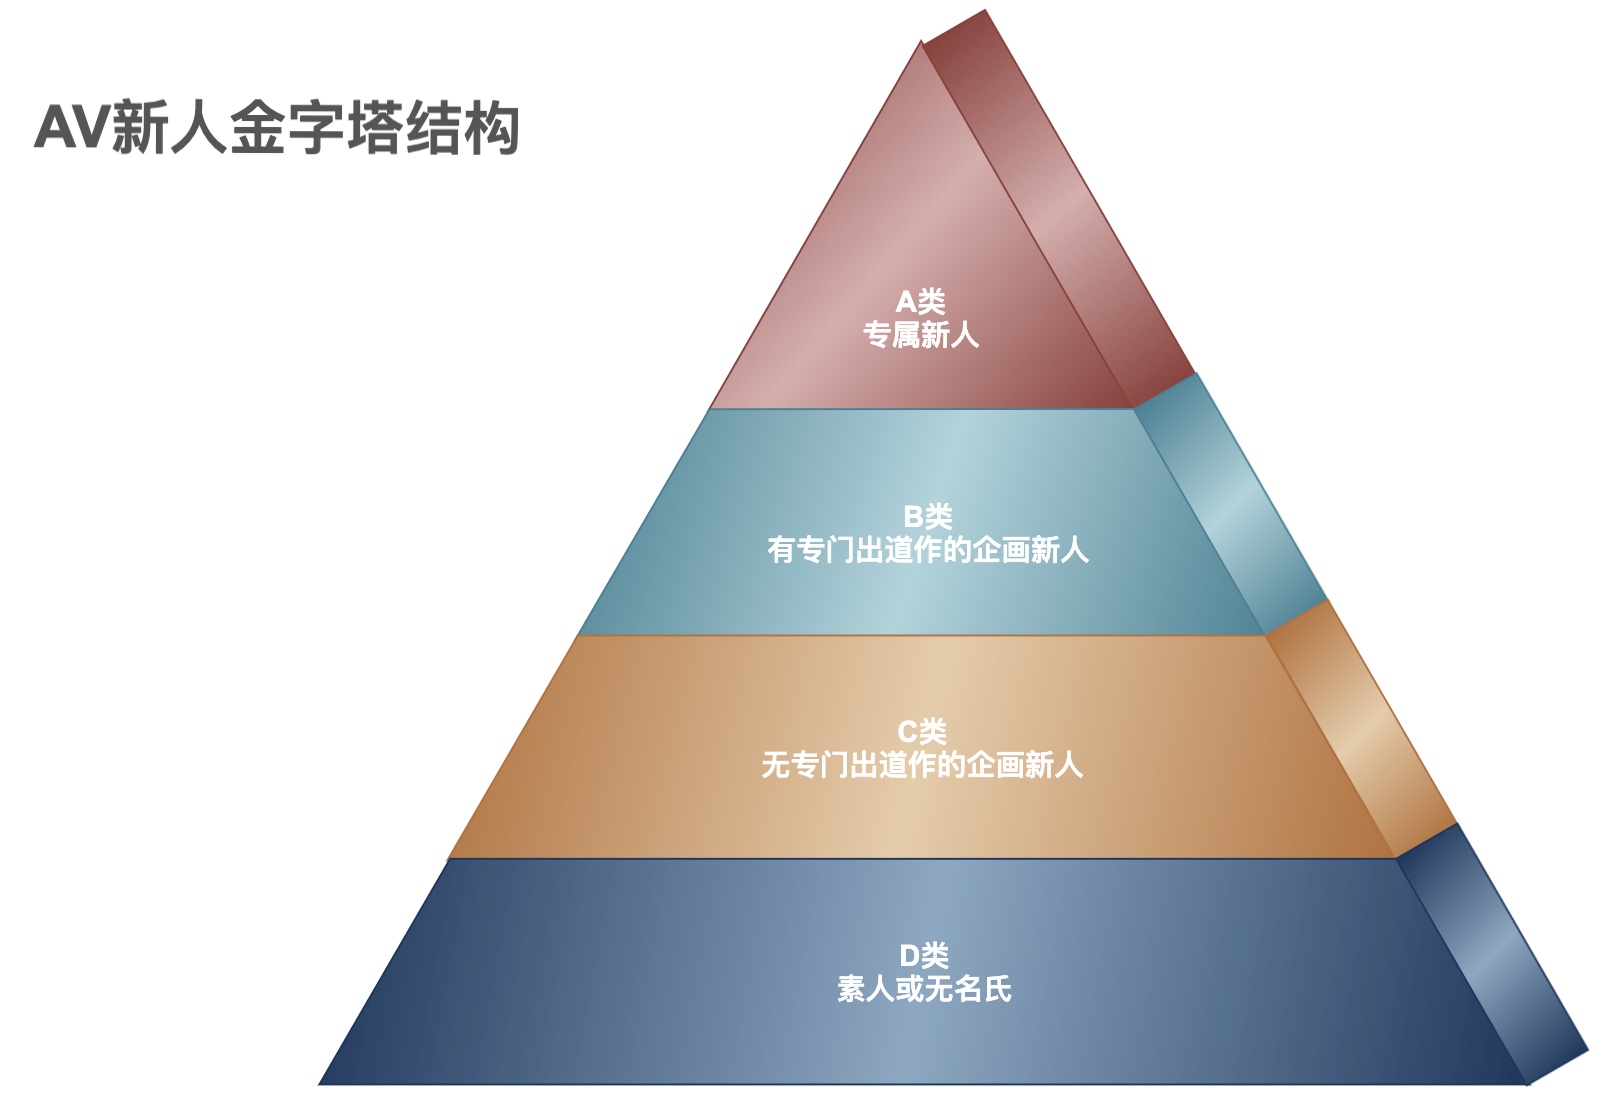 AV新人金字塔结构
A类
专属新人
B类
有专门出道作的企画新人
C类
无专门出道作的企画新人
D类
素人或无名氏